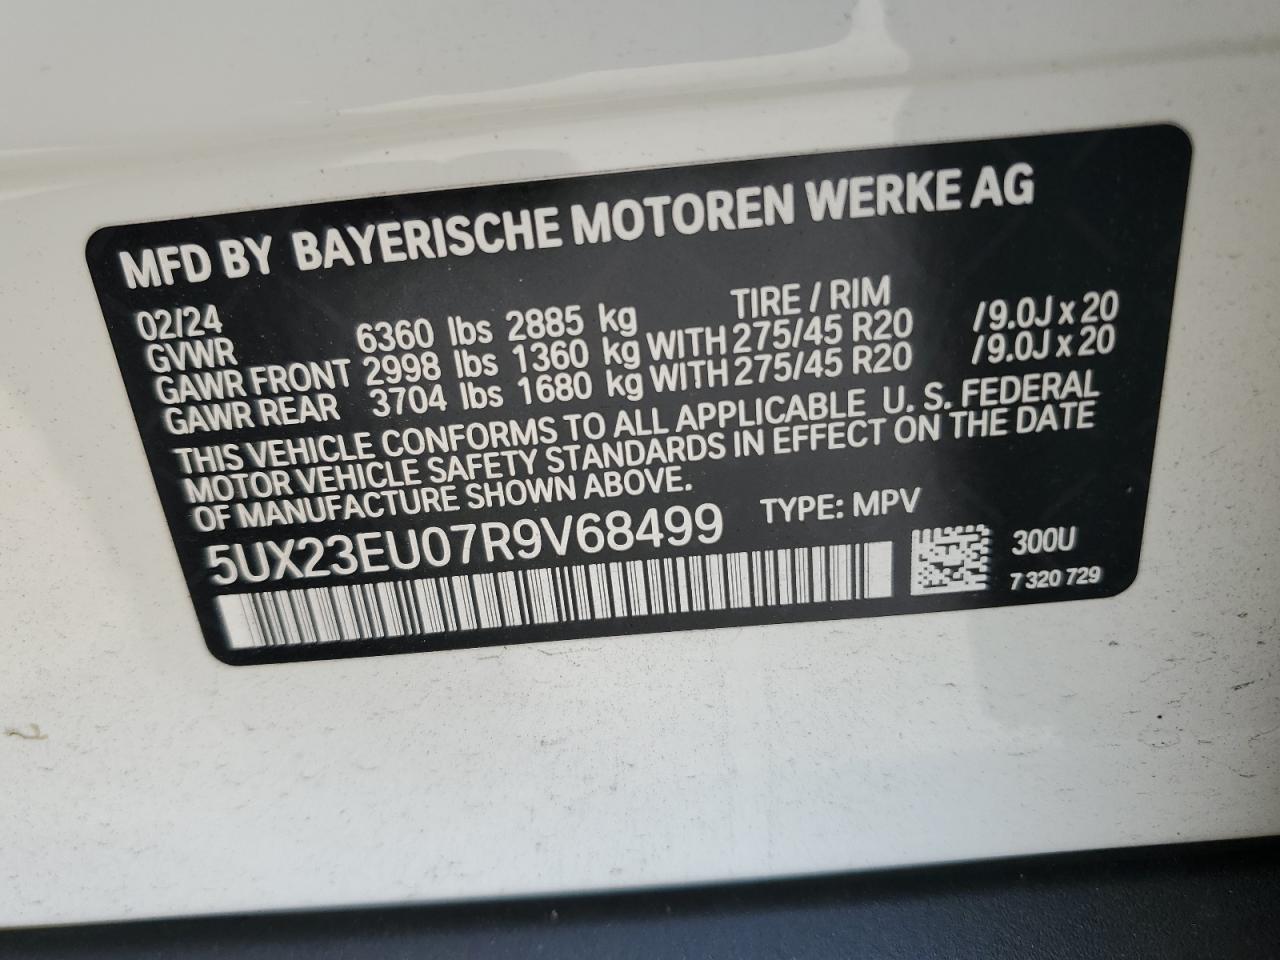 MFD BY BAYERISCHE MOTOREN WERKE AG
02/24 TIRE / RIM
GVWR 6360 lbs 2885 kg
GAWR FRONT 2998 lbs 1360 kg WITH 275/45 R20 /9.0J x 20
GAWR REAR 3704 lbs 1680 kg WITH 275/45 R20 /9.0J x 20
THIS VEHICLE CONFORMS TO ALL APPLICABLE U. S. FEDERAL
MOTOR VEHICLE SAFETY STANDARDS IN EFFECT ON THE DATE
OF MANUFACTURE SHOWN ABOVE.
5UX23EU07R9V68499 TYPE: MPV
300U
7 320 729